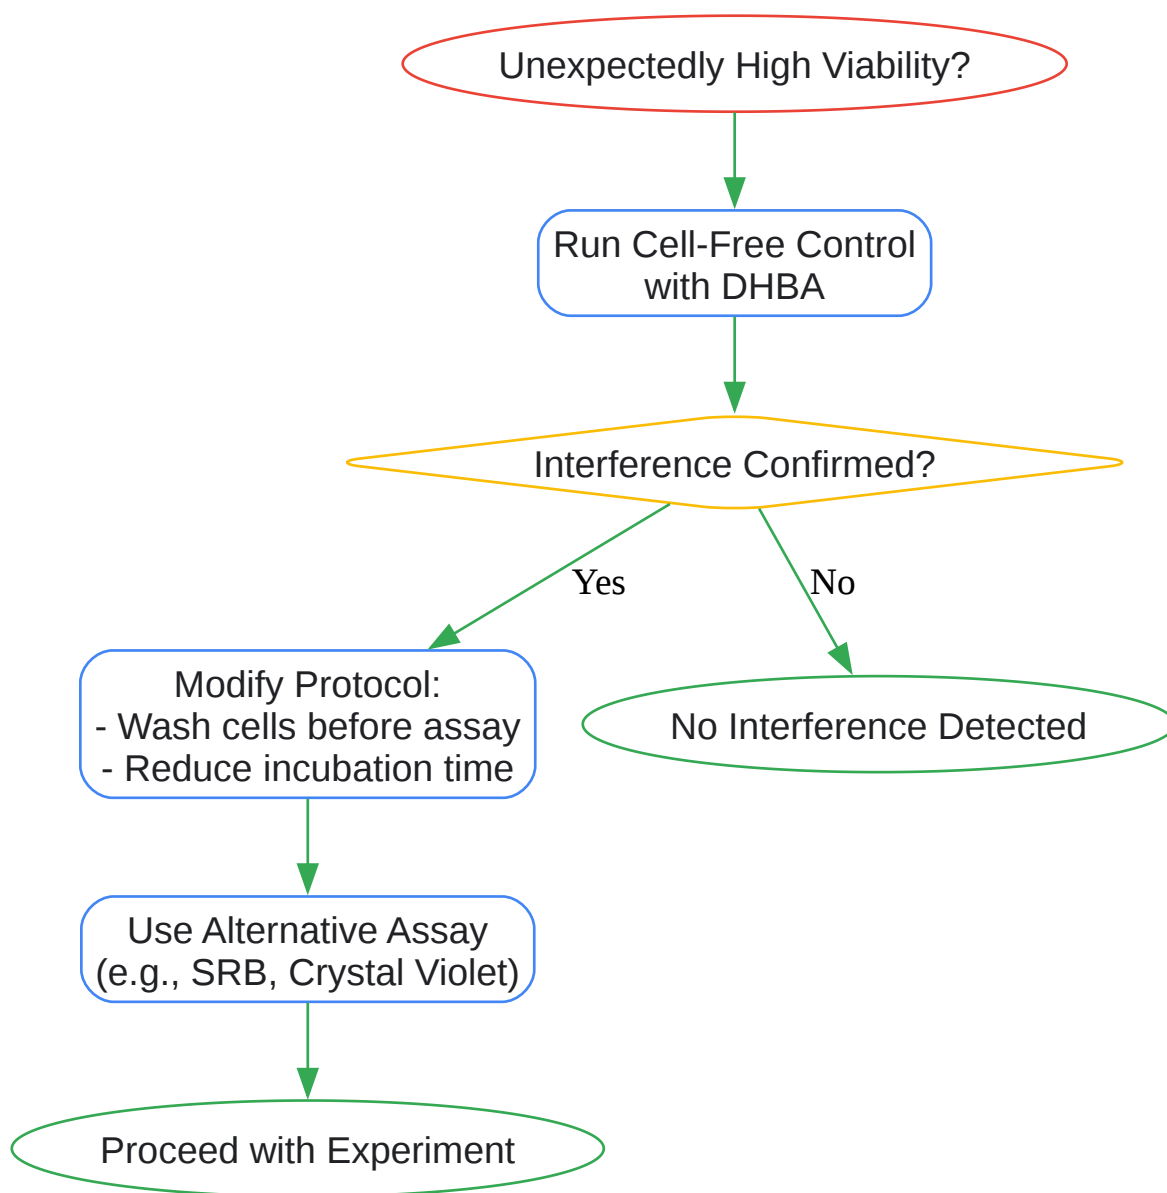 Unexpectedly High Viability?
Run Cell-Free Control
with DHBA
Interference Confirmed?
Yes
No
Modify Protocol:
- Wash cells before assay
- Reduce incubation time
No Interference Detected
Use Alternative Assay
(e.g., SRB, Crystal Violet)
Proceed with Experiment